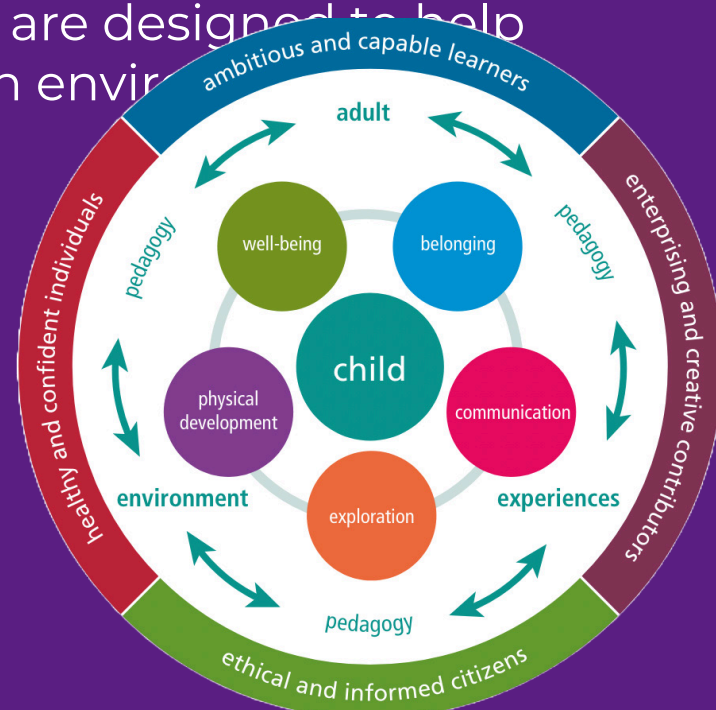 are designed to help
n envir
ambitious and capable learners
adult
pedagogy
pedagogy
well-being
belonging
enterprising and creative contributors
healthy and confident individuals
child
physical
development
communication
environment
experiences
exploration
pedagogy
ethical and informed citizens